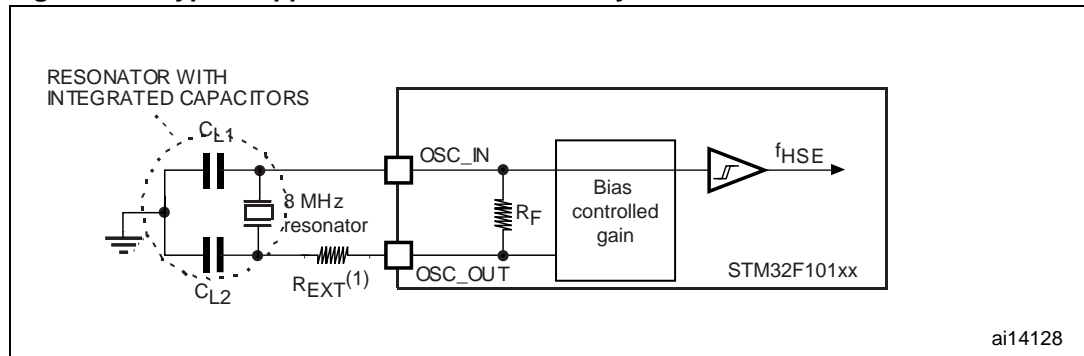 RESONATOR WITH
INTEGRATED CAPACITORS
CL1
OSC_IN
fHSE
8 MHz
resonator
RF
Bias
controlled
gain
OSC_OUT
STM32F101xx
REXT(1)
CL2
ai14128